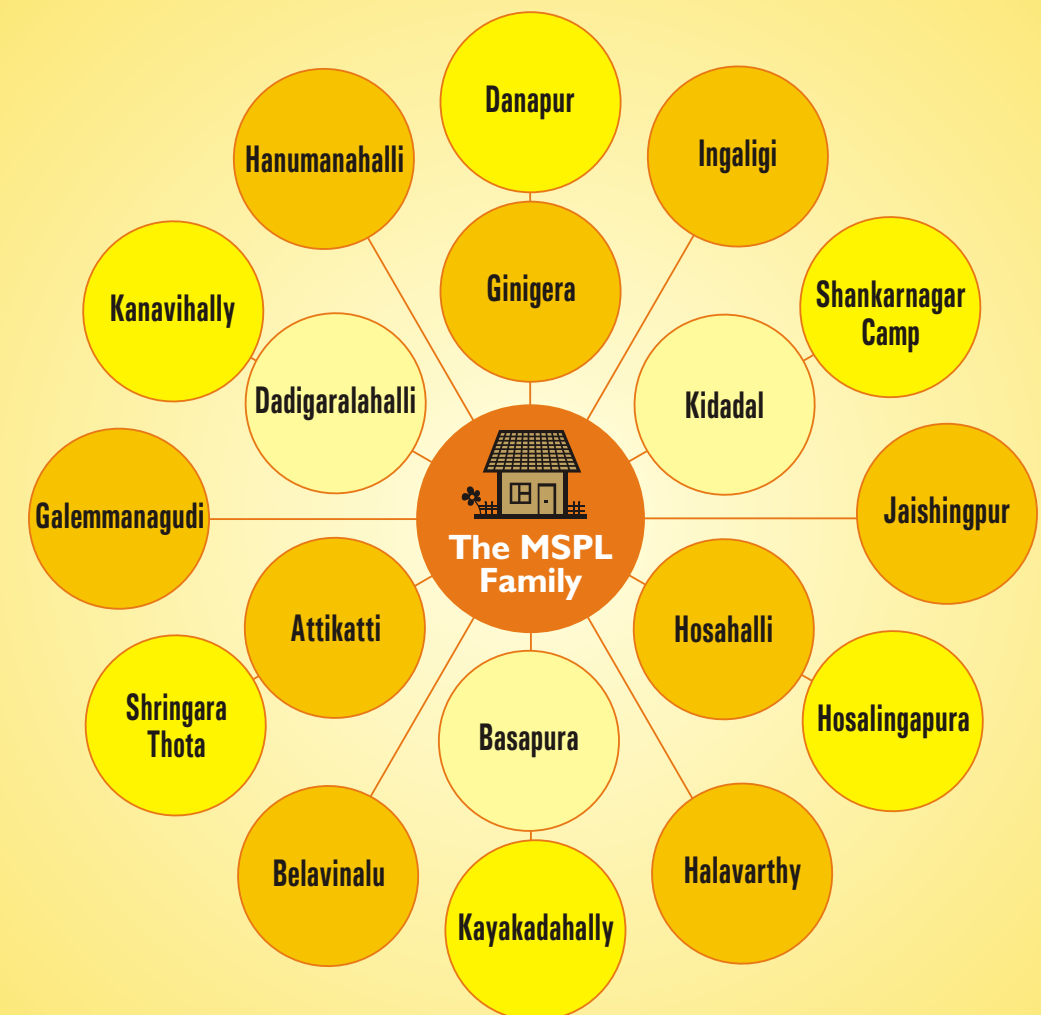 Danapur
Hanumanahalli
Ingaligi
Ginigera
Kanavihally
Shankarnagar
Camp
Dadigaralahalli
Kidadal
Galemmanagudi
The MSPL
Family
Jaishingpur
Attikatti
Hosahalli
Shringara
Thota
Basapura
Hosalingapura
Belavinalu
Halavarthy
Kayakadahally